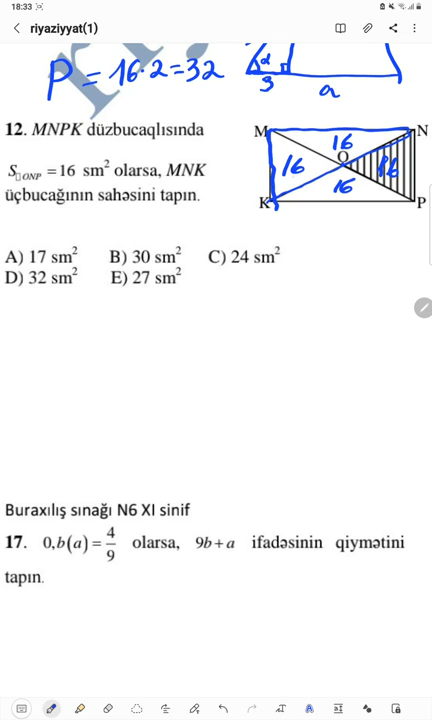 18:33
riyaziyyat(1)
P = 16·2=32
d
3
a
12. MNPK düzbucaqlısında
S□ONP = 16 sm² olarsa, MNK
üçbucağının sahəsini tapın.
M 16 N
16 O 16
16
K P
A) 17 sm² B) 30 sm² C) 24 sm²
D) 32 sm² E) 27 sm²
Buraxılış sınağı N6 XI sinif
17. 0,b(a)=4/9 olarsa, 9b+a ifadəsinin qiymətini
tapın.